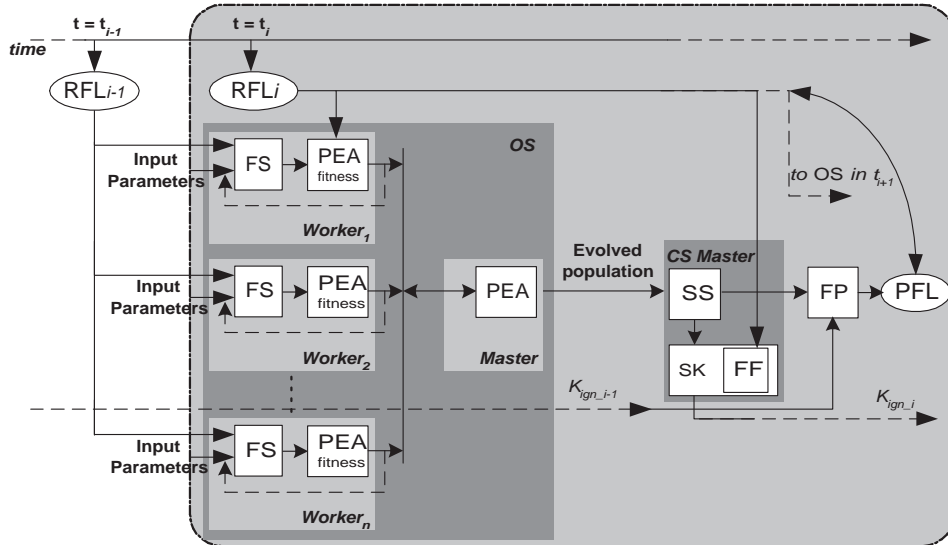 t = t i-1
t = t i
time
RFL i-1
RFL i
OS
Input
Parameters
FS
PEA
fitness
Worker 1
to OS in t i+1
Evolved
population
CS Master
Input
Parameters
FS
PEA
fitness
Worker 2
PEA
Master
SS
FP
PFL
SK
FF
K ign_i-1
K ign_i
Input
Parameters
FS
PEA
fitness
Worker n